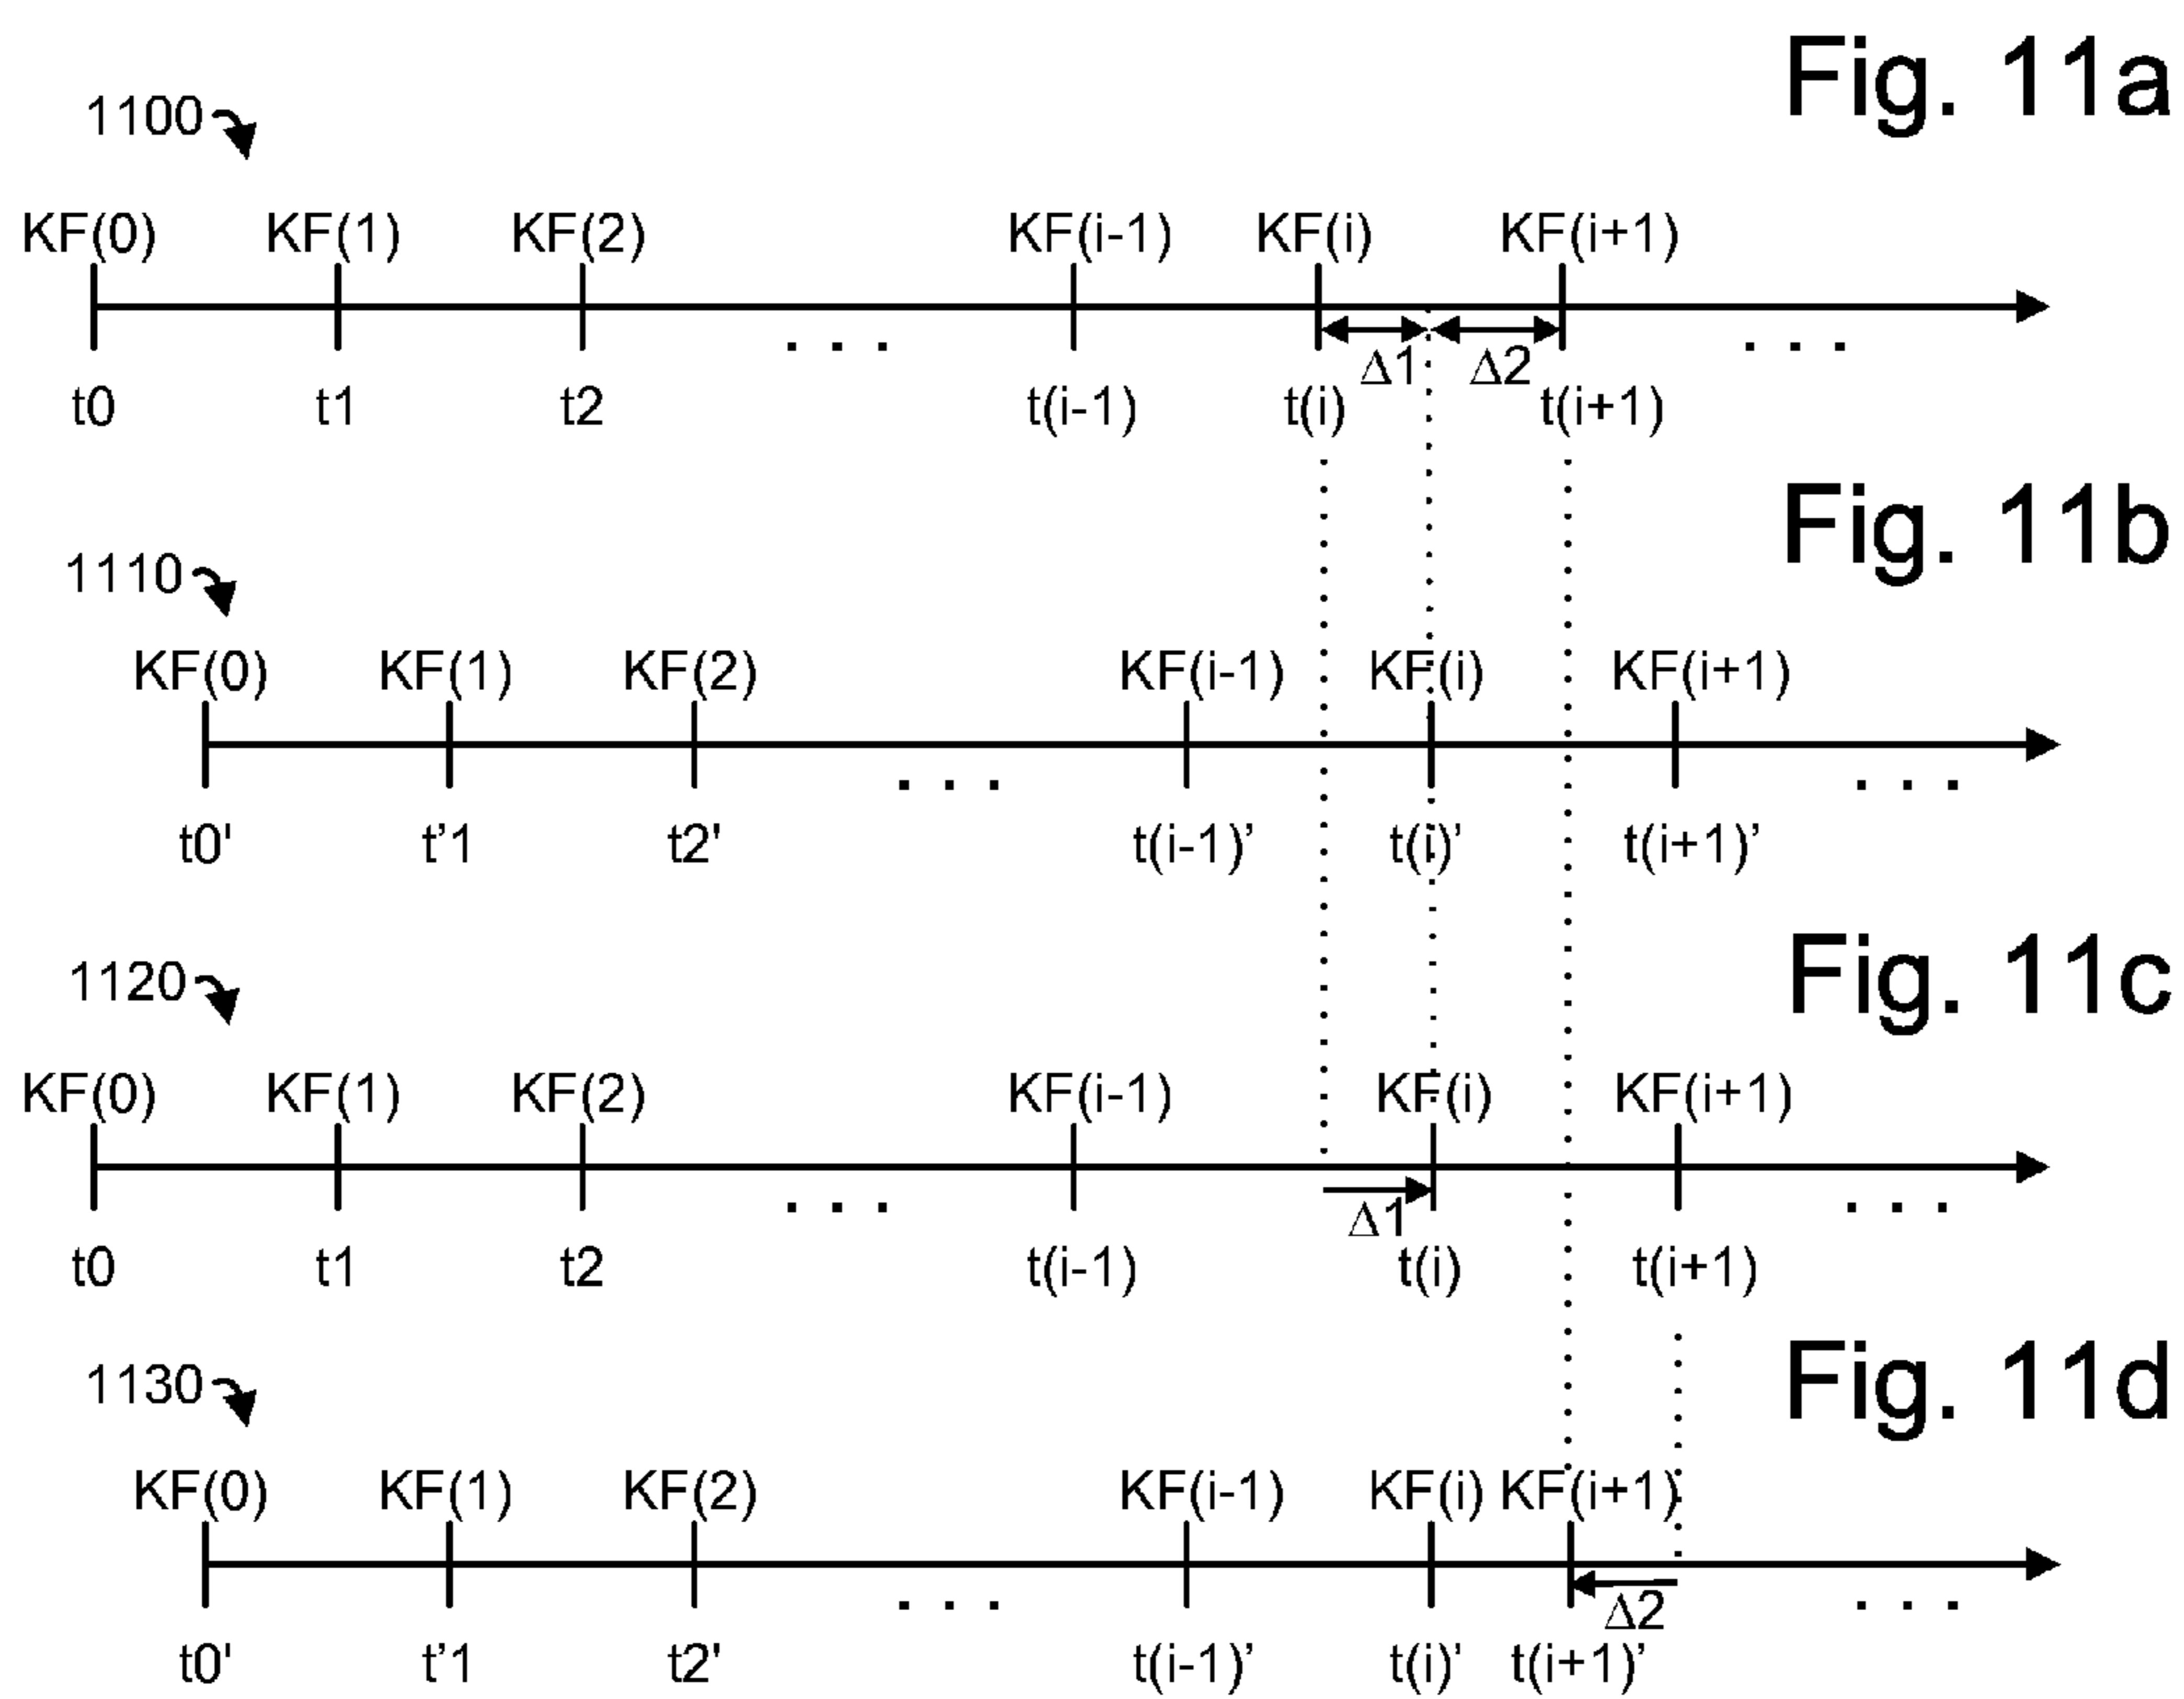 Fig. 11a
1100
KF(0) KF(1) KF(2) KF(i-1) KF(i) KF(i+1)
. . . Δ1 Δ2 . . .
t0 t1 t2 t(i-1) t(i) t(i+1)
Fig. 11b
1110
KF(0) KF(1) KF(2) KF(i-1) KF(i) KF(i+1)
. . . . . .
t0' t’1 t2' t(i-1)’ t(i)’ t(i+1)’
Fig. 11c
1120
KF(0) KF(1) KF(2) KF(i-1) KF(i) KF(i+1)
. . . Δ1 . . .
t0 t1 t2 t(i-1) t(i) t(i+1)
Fig. 11d
1130
KF(0) KF(1) KF(2) KF(i-1) KF(i) KF(i+1)
. . . Δ2 . . .
t0' t’1 t2' t(i-1)’ t(i)’ t(i+1)’